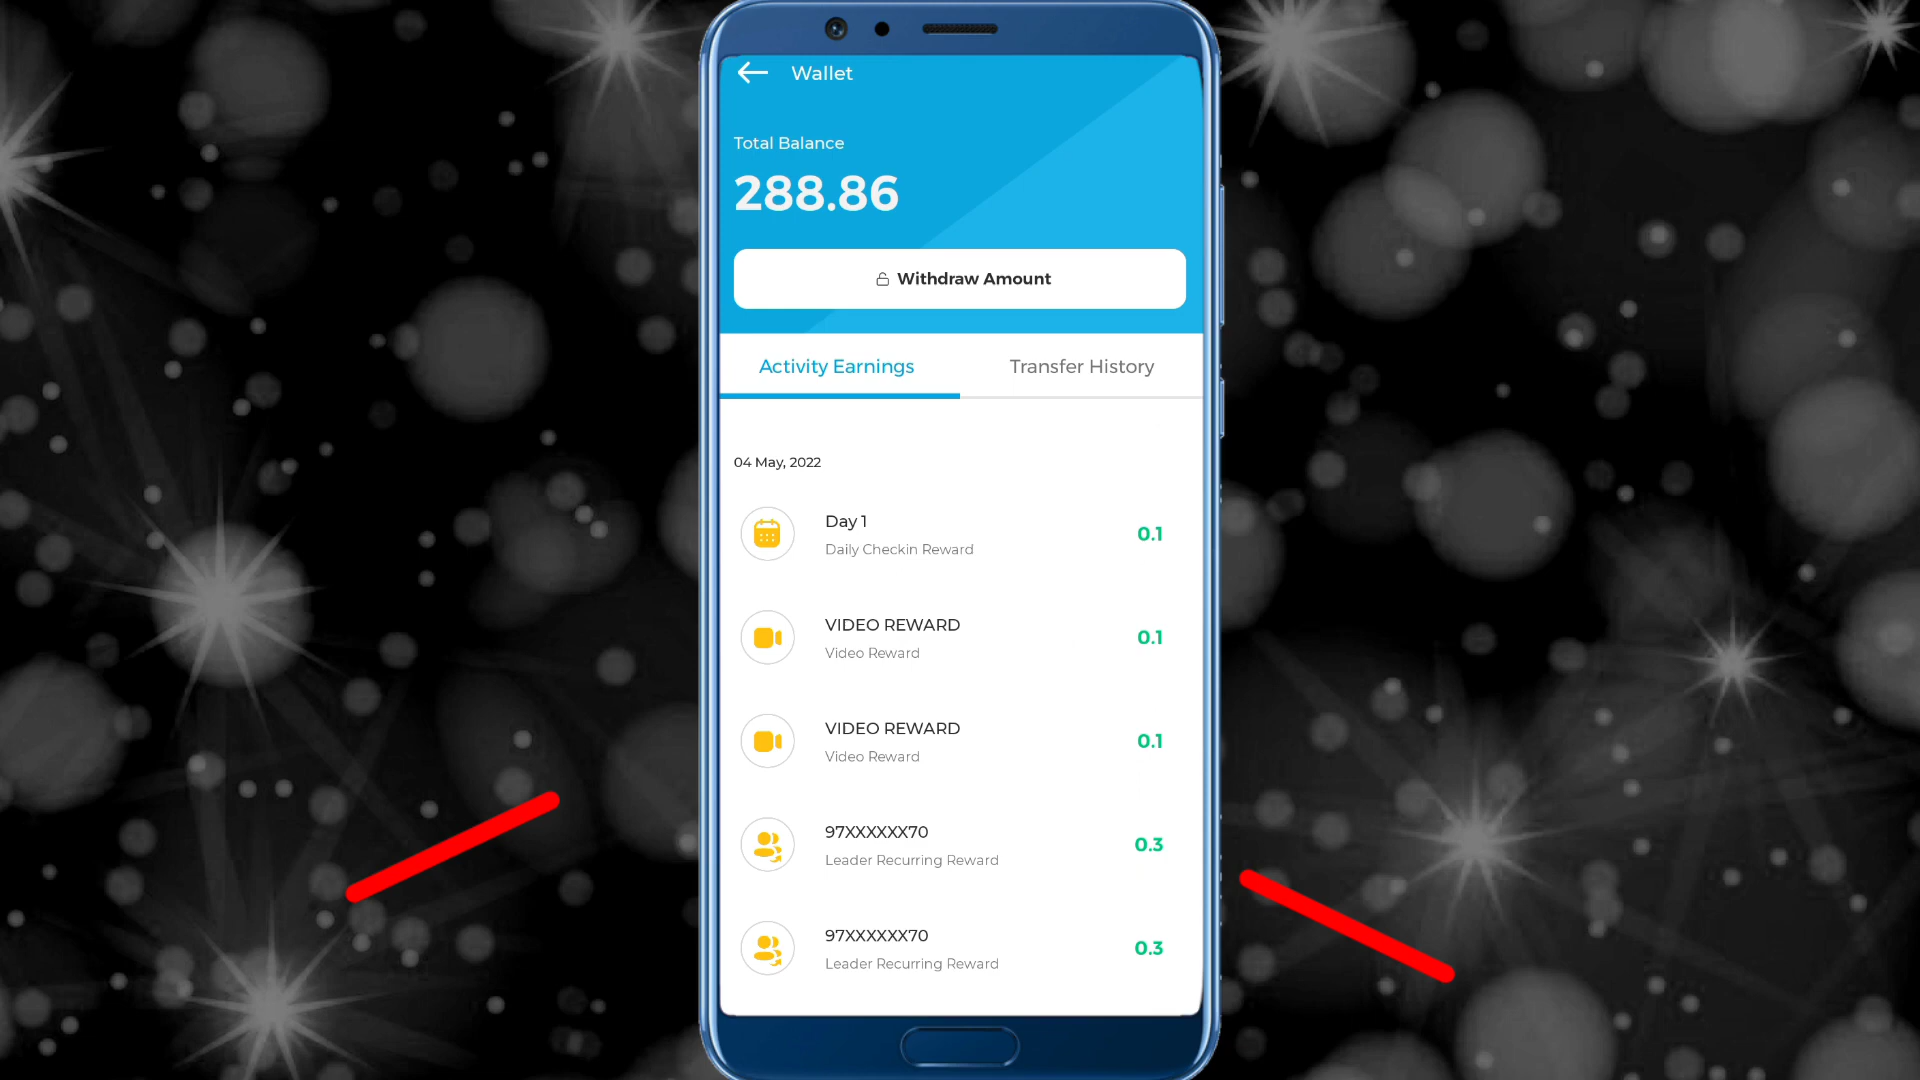 Wallet
Total Balance
288.86
Withdraw Amount
Activity Earnings
Transfer History
04 May, 2022
Day 1
Daily Checkin Reward
0.1
VIDEO REWARD
Video Reward
0.1
VIDEO REWARD
Video Reward
0.1
97XXXXXX70
Leader Recurring Reward
0.3
97XXXXXX70
Leader Recurring Reward
0.3